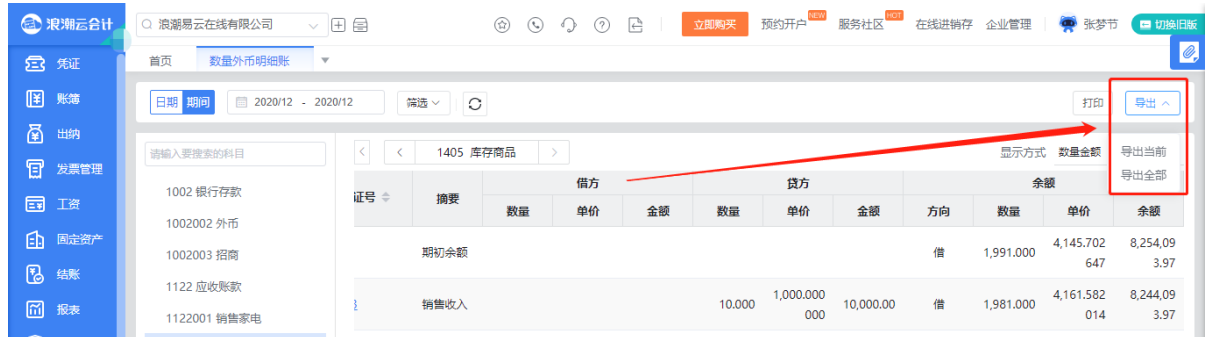 浪潮云会计
浪潮易云在线有限公司
立即购买
预约开户
NEW
服务社区
HOT
在线进销存
企业管理
张梦节
切换旧版
凭证
账簿
出纳
发票管理
工资
固定资产
结账
报表
首页
数量外币明细账
日期 期间
2020/12 - 2020/12
筛选
打印
导出
导出当前
导出全部
请输入要搜索的科目
1002 银行存款
1002002 外币
1002003 招商
1122 应收账款
1122001 销售家电
1405 库存商品
显示方式 数量金额
证号 摘要 借方 贷方 余额
数量 单价 金额 数量 单价 金额 方向 数量 单价 余额
期初余额 借 1,991.000 4,145.702 8,254,09
647 3.97
销售收入 10.000 1,000.000 10,000.00 借 1,981.000 4,161.582 8,244,09
000 014 3.97